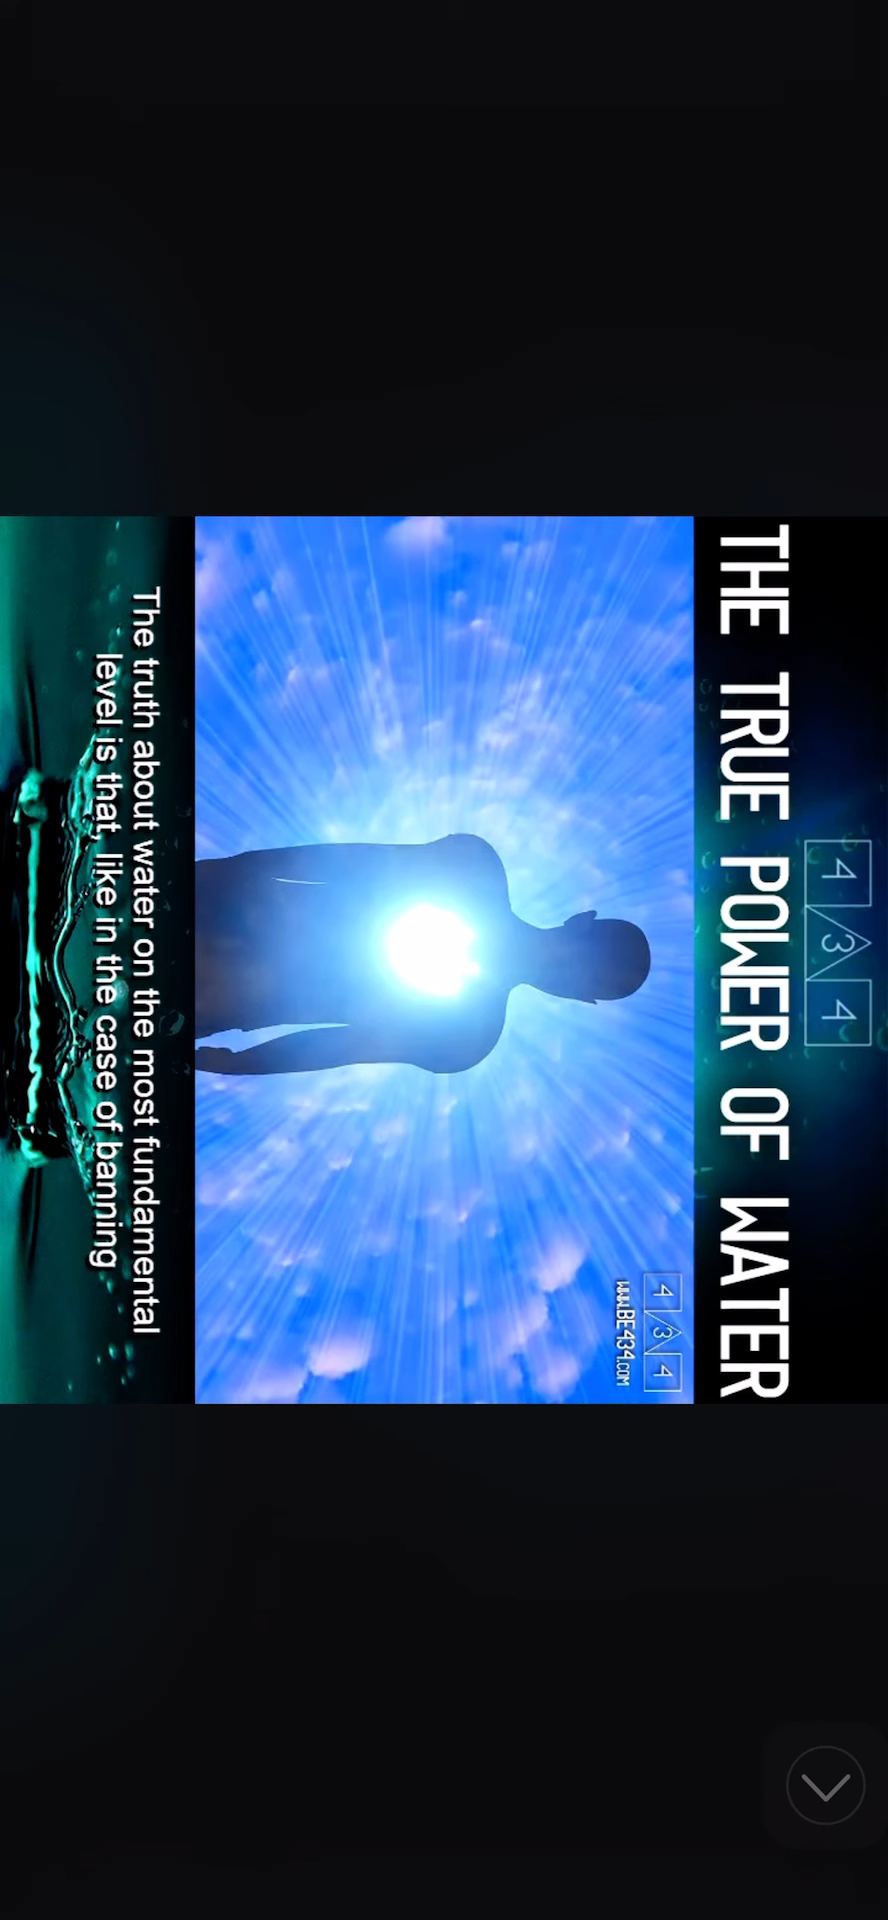 4 3 4
THE TRUE POWER OF WATER
4 3 4
www.BE434.com
The truth about water on the most fundamental
level is that, like in the case of banning